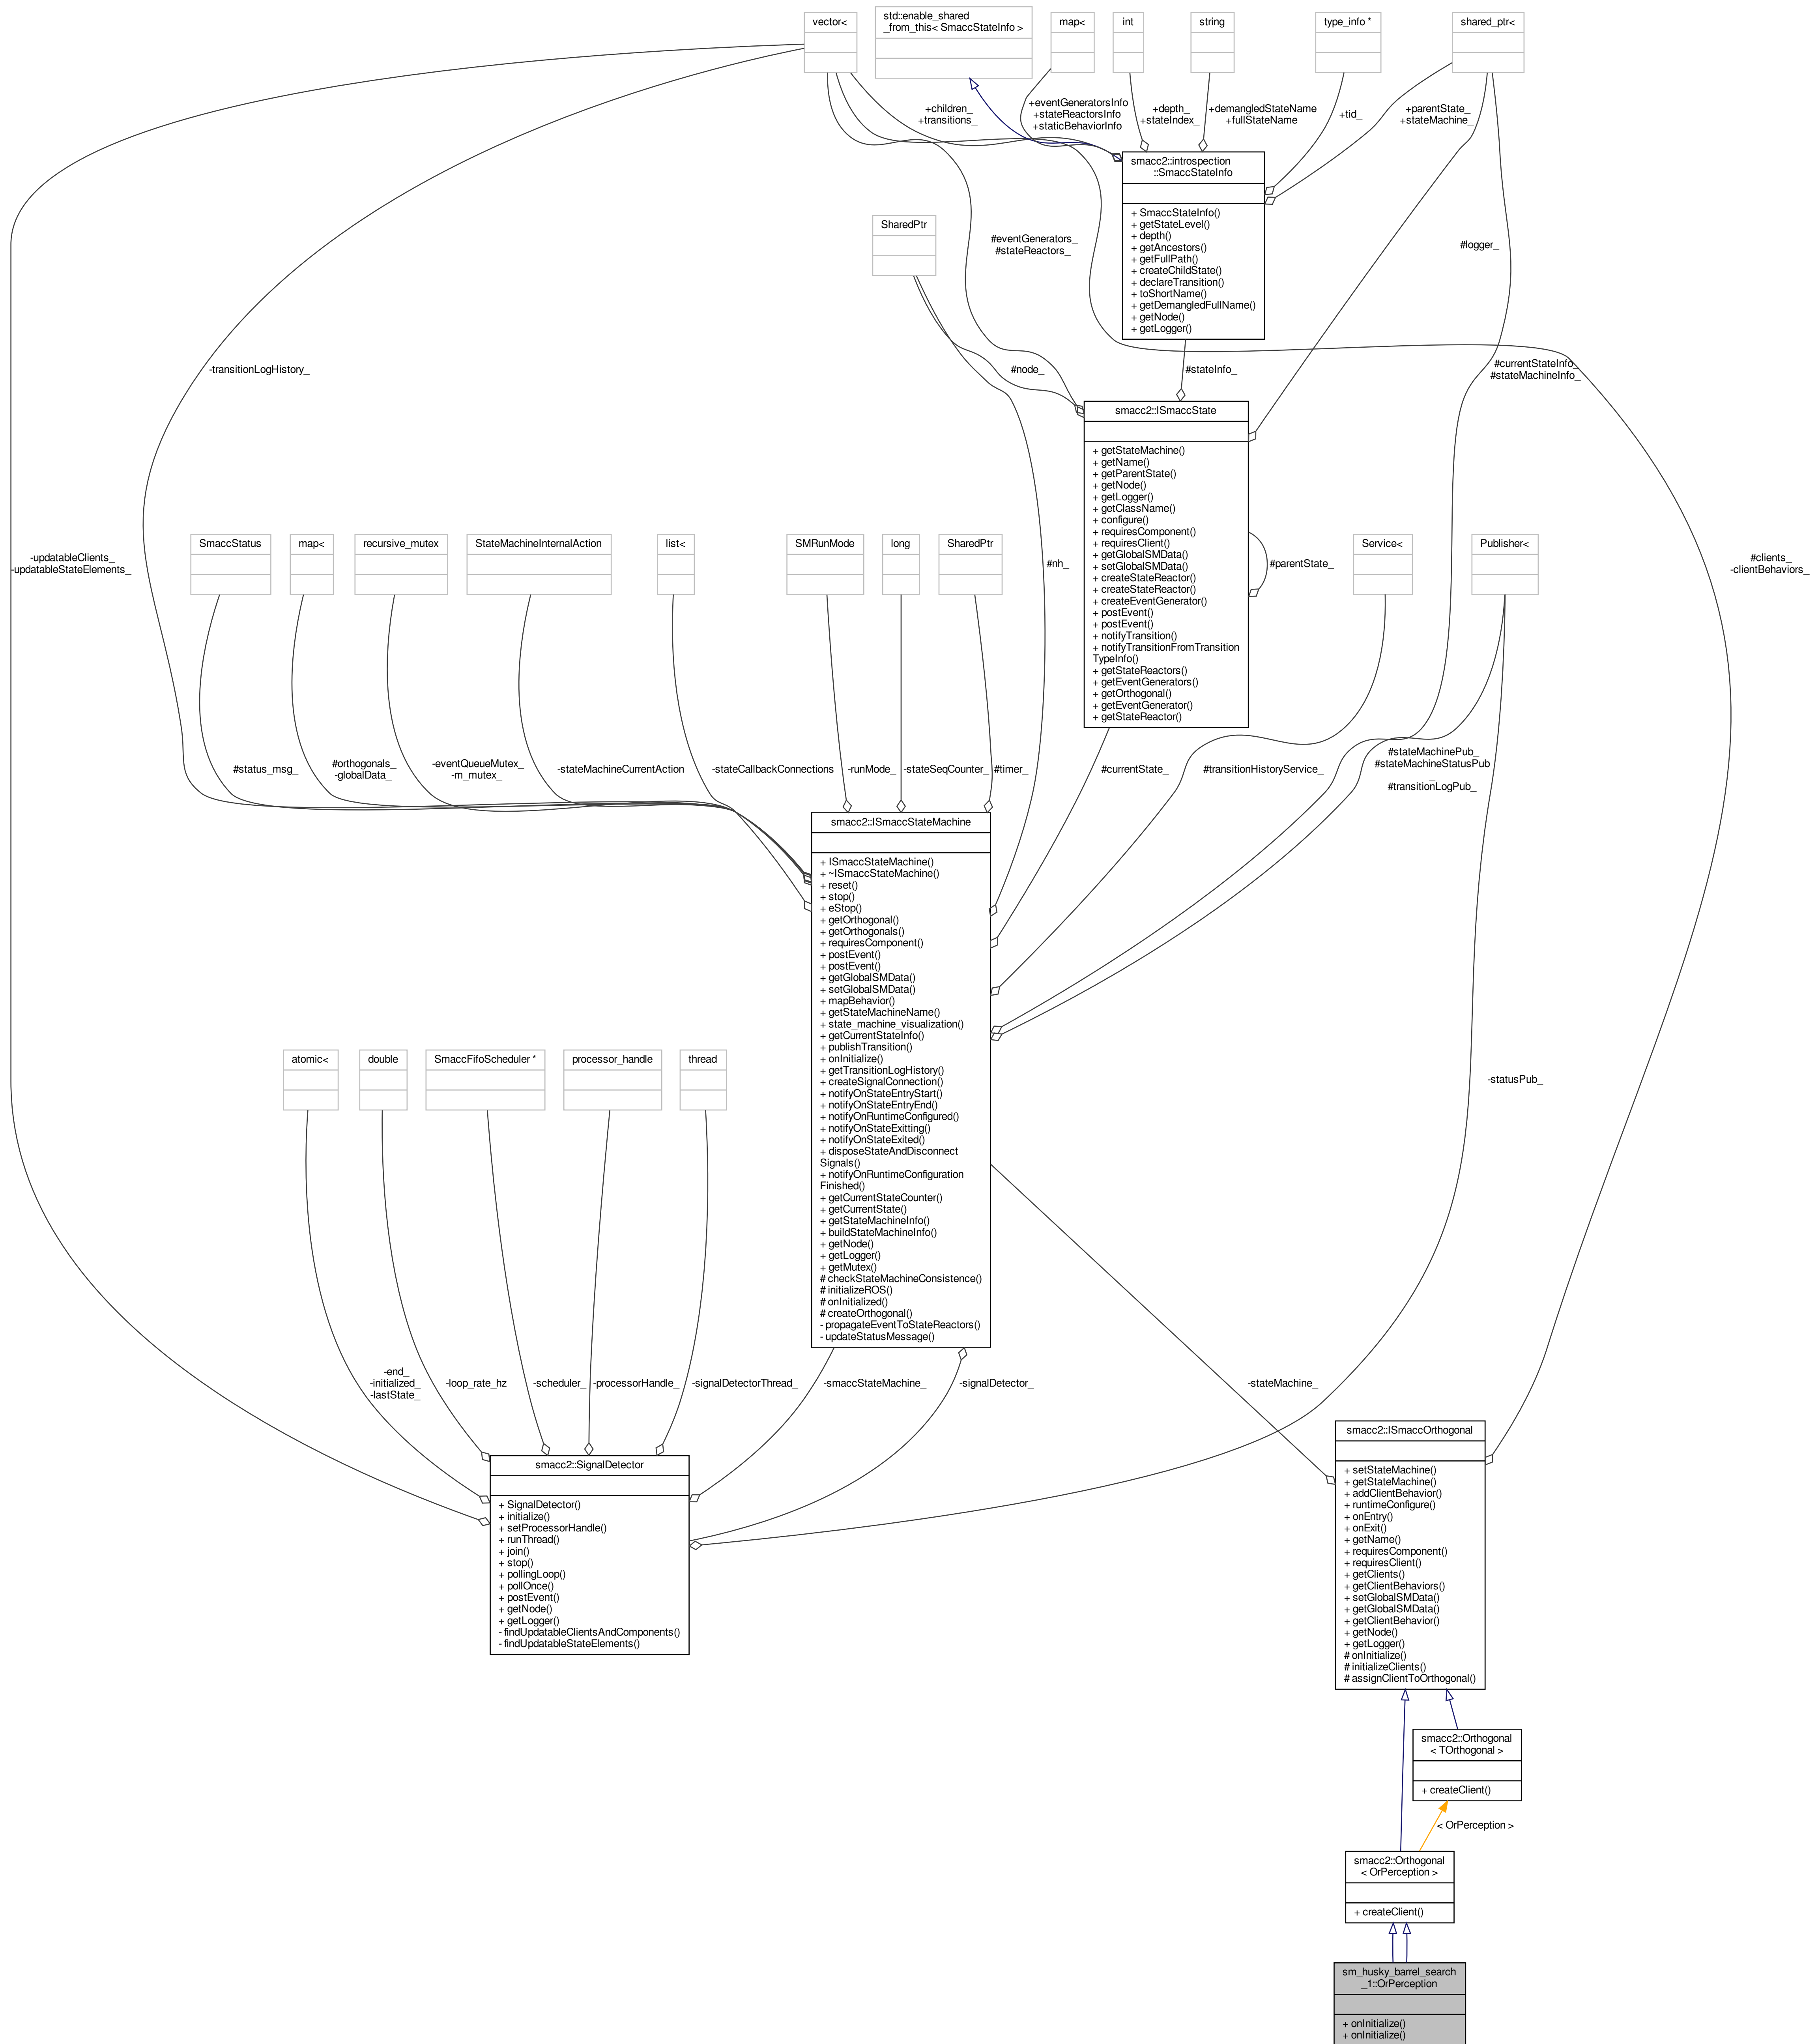 vector<
std::enable_shared
_from_this< SmaccStateInfo >
map<
int
string
type_info *
shared_ptr<
+children_
+transitions_
+eventGeneratorsInfo
+stateReactorsInfo
+staticBehaviorInfo
+depth_
+stateIndex_
+demangledStateName
+fullStateName
+tid_
+parentState_
+stateMachine_
smacc2::introspection
::SmaccStateInfo
+ SmaccStateInfo()
+ getStateLevel()
+ depth()
+ getAncestors()
+ getFullPath()
+ createChildState()
+ declareTransition()
+ toShortName()
+ getDemangledFullName()
+ getNode()
+ getLogger()
SharedPtr
#eventGenerators_
#stateReactors_
#logger_
-transitionLogHistory_
#node_
#stateInfo_
#currentStateInfo_
#stateMachineInfo_
smacc2::ISmaccState
+ getStateMachine()
+ getName()
+ getParentState()
+ getNode()
+ getLogger()
+ getClassName()
+ configure()
+ requiresComponent()
+ requiresClient()
+ getGlobalSMData()
+ setGlobalSMData()
+ createStateReactor()
+ createStateReactor()
+ createEventGenerator()
+ postEvent()
+ postEvent()
+ notifyTransition()
+ notifyTransitionFromTransition
TypeInfo()
+ getStateReactors()
+ getEventGenerators()
+ getOrthogonal()
+ getEventGenerator()
+ getStateReactor()
#parentState_
-updatableClients_
-updatableStateElements_
SmaccStatus
map<
recursive_mutex
StateMachineInternalAction
list<
SMRunMode
long
SharedPtr
#nh_
Service<
Publisher<
#clients_
-clientBehaviors_
#status_msg_
#orthogonals_
-globalData_
-eventQueueMutex_
-m_mutex_
-stateMachineCurrentAction
-stateCallbackConnections
-runMode_
-stateSeqCounter_
#timer_
#currentState_
#transitionHistoryService_
#stateMachinePub_
#stateMachineStatusPub
_
#transitionLogPub_
smacc2::ISmaccStateMachine
+ ISmaccStateMachine()
+ ~ISmaccStateMachine()
+ reset()
+ stop()
+ eStop()
+ getOrthogonal()
+ getOrthogonals()
+ requiresComponent()
+ postEvent()
+ postEvent()
+ getGlobalSMData()
+ setGlobalSMData()
+ mapBehavior()
+ getStateMachineName()
+ state_machine_visualization()
+ getCurrentStateInfo()
+ publishTransition()
+ onInitialize()
+ getTransitionLogHistory()
+ createSignalConnection()
+ notifyOnStateEntryStart()
+ notifyOnStateEntryEnd()
+ notifyOnRuntimeConfigured()
+ notifyOnStateExitting()
+ notifyOnStateExited()
+ disposeStateAndDisconnect
Signals()
+ notifyOnRuntimeConfiguration
Finished()
+ getCurrentStateCounter()
+ getCurrentState()
+ getStateMachineInfo()
+ buildStateMachineInfo()
+ getNode()
+ getLogger()
+ getMutex()
# checkStateMachineConsistence()
# initializeROS()
# onInitialized()
# createOrthogonal()
- propagateEventToStateReactors()
- updateStatusMessage()
atomic<
double
SmaccFifoScheduler *
processor_handle
thread
-statusPub_
-end_
-initialized_
-lastState_
-loop_rate_hz
-scheduler_
-processorHandle_
-signalDetectorThread_
-smaccStateMachine_
-signalDetector_
-stateMachine_
smacc2::SignalDetector
+ SignalDetector()
+ initialize()
+ setProcessorHandle()
+ runThread()
+ join()
+ stop()
+ pollingLoop()
+ pollOnce()
+ postEvent()
+ getNode()
+ getLogger()
- findUpdatableClientsAndComponents()
- findUpdatableStateElements()
smacc2::ISmaccOrthogonal
+ setStateMachine()
+ getStateMachine()
+ addClientBehavior()
+ runtimeConfigure()
+ onEntry()
+ onExit()
+ getName()
+ requiresComponent()
+ requiresClient()
+ getClients()
+ getClientBehaviors()
+ setGlobalSMData()
+ getGlobalSMData()
+ getClientBehavior()
+ getNode()
+ getLogger()
# onInitialize()
# initializeClients()
# assignClientToOrthogonal()
smacc2::Orthogonal
< TOrthogonal >
+ createClient()
< OrPerception >
smacc2::Orthogonal
< OrPerception >
+ createClient()
sm_husky_barrel_search
_1::OrPerception
+ onInitialize()
+ onInitialize()